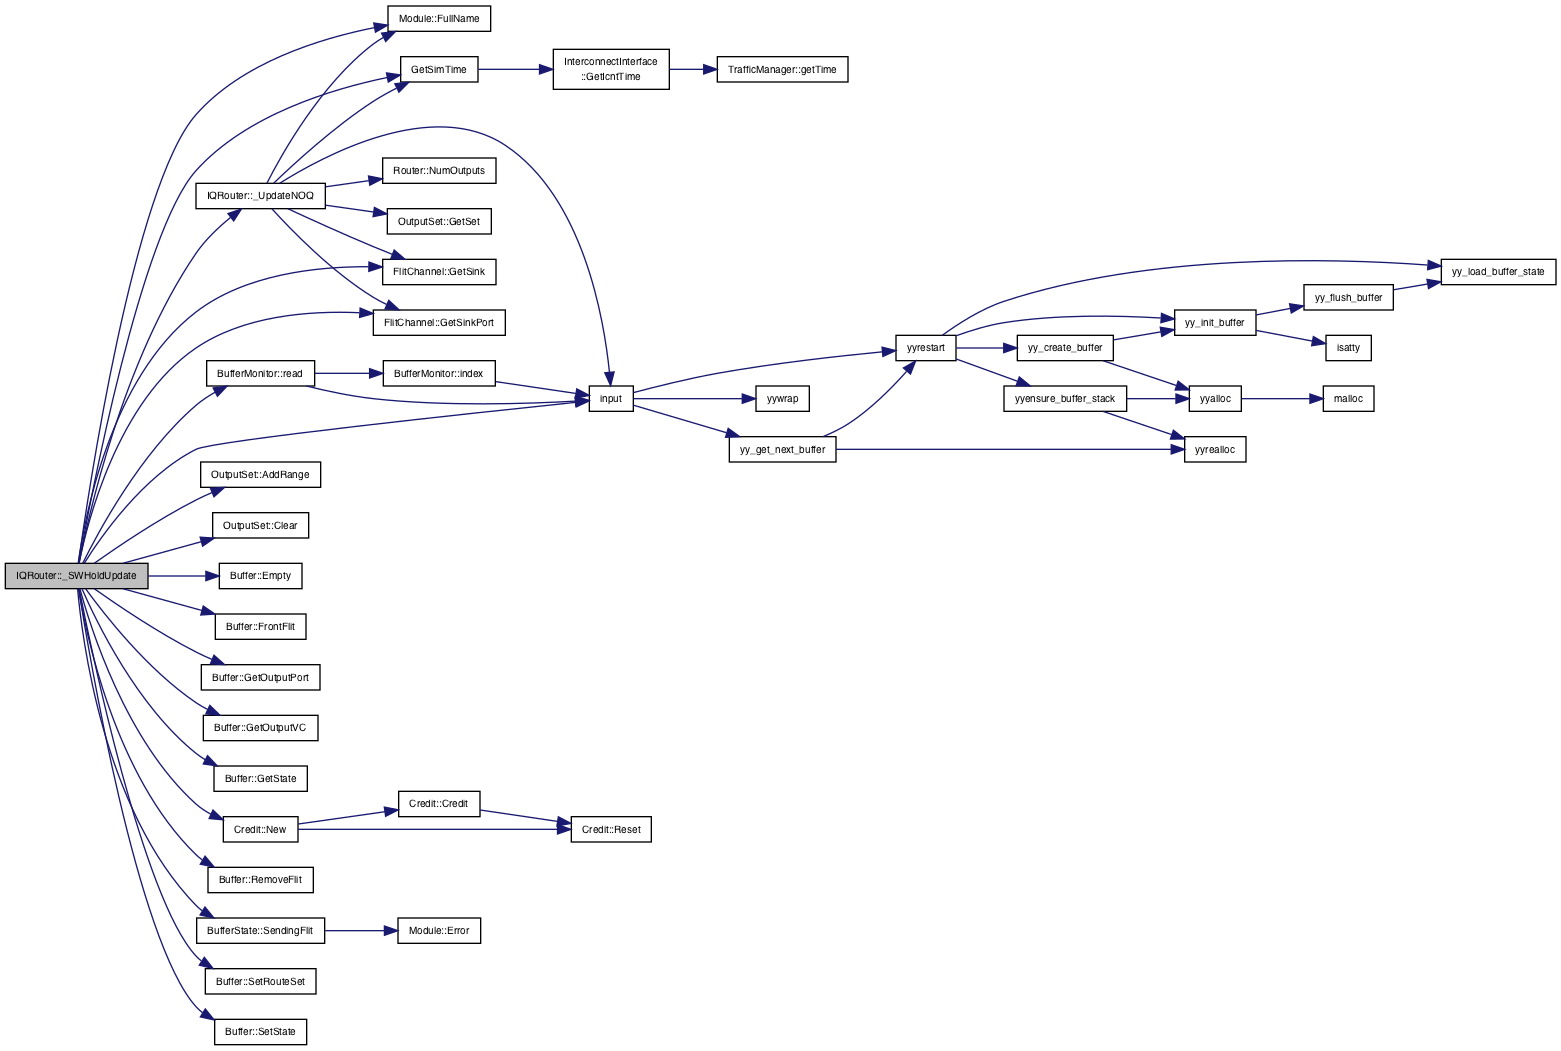 Module::FullName
GetSimTime
InterconnectInterface
::GetIcntTime
TrafficManager::getTime
Router::NumOutputs
IQRouter::_UpdateNOQ
OutputSet::GetSet
FlitChannel::GetSink
yy_load_buffer_state
yy_flush_buffer
FlitChannel::GetSinkPort
yy_init_buffer
yyrestart
yy_create_buffer
isatty
BufferMonitor::read
BufferMonitor::index
input
yywrap
yyensure_buffer_stack
yyalloc
malloc
yy_get_next_buffer
yyrealloc
OutputSet::AddRange
OutputSet::Clear
IQRouter::_SWHoldUpdate
Buffer::Empty
Buffer::FrontFlit
Buffer::GetOutputPort
Buffer::GetOutputVC
Buffer::GetState
Credit::Credit
Credit::New
Credit::Reset
Buffer::RemoveFlit
BufferState::SendingFlit
Module::Error
Buffer::SetRouteSet
Buffer::SetState